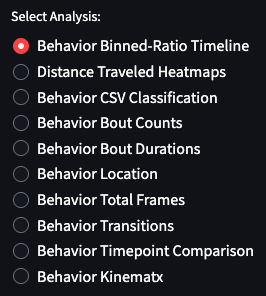 Select Analysis:
Behavior Binned-Ratio Timeline
Distance Traveled Heatmaps
Behavior CSV Classification
Behavior Bout Counts
Behavior Bout Durations
Behavior Location
Behavior Total Frames
Behavior Transitions
Behavior Timepoint Comparison
Behavior Kinematx